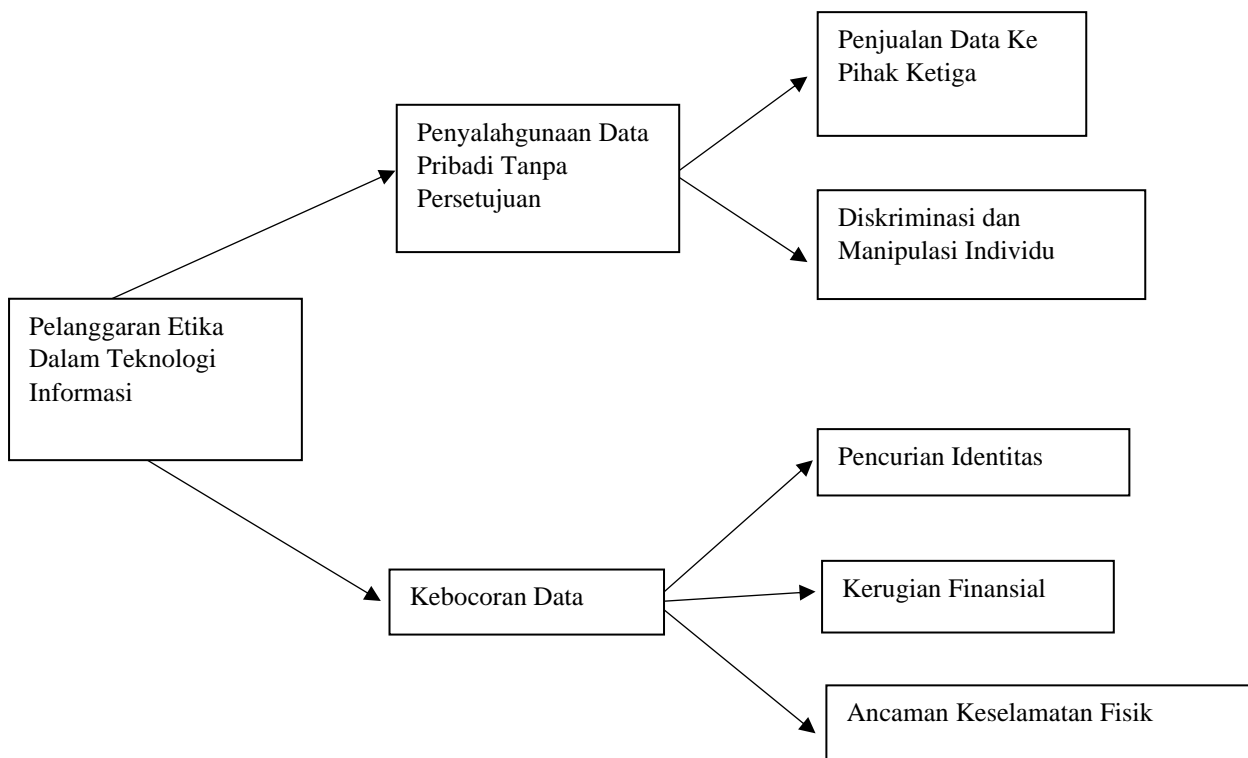 Penjualan Data Ke
Pihak Ketiga
Penyalahgunaan Data
Pribadi Tanpa
Persetujuan
Diskriminasi dan
Manipulasi Individu
Pelanggaran Etika
Dalam Teknologi
Informasi
Pencurian Identitas
Kebocoran Data
Kerugian Finansial
Ancaman Keselamatan Fisik